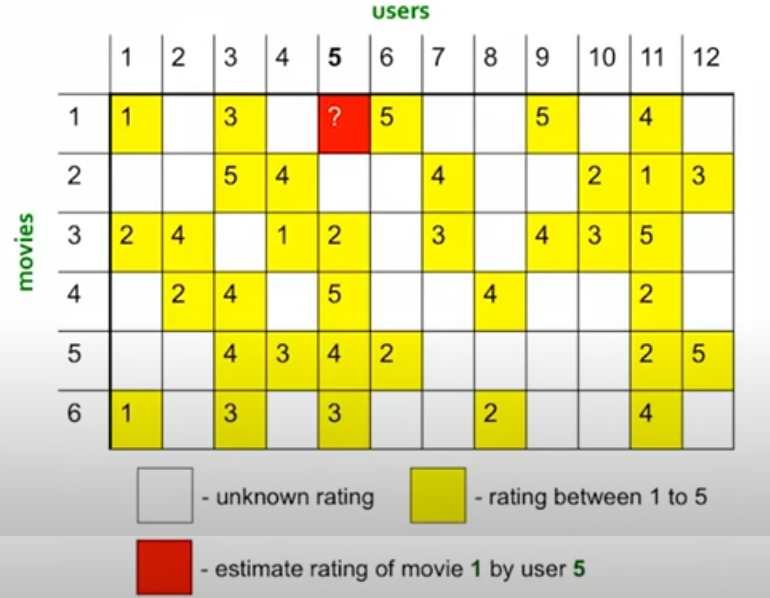 users
1 2 3 4 5 6 7 8 9 10 11 12
1 1 3 ? 5 5 4
2 5 4 4 2 1 3
movies
3 2 4 1 2 3 4 3 5
4 2 4 5 4 2
5 4 3 4 2 2 5
6 1 3 3 2 4
- unknown rating - rating between 1 to 5
- estimate rating of movie 1 by user 5